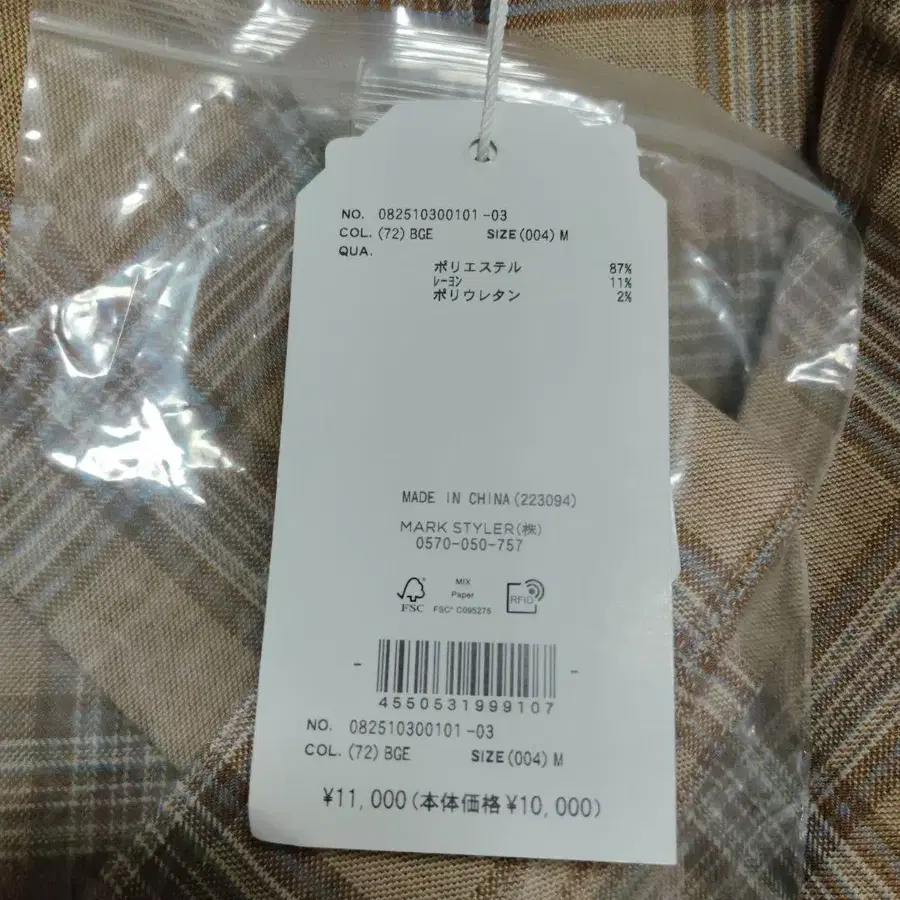 NO. 082510300101-03
COL. (72) BGE SIZE(004) M
QUA.
ポリエステル 87%
レーヨン 11%
ポリウレタン 2%
MADE IN CHINA(223094)
MARK STYLER(株)
0570-050-757
MIX
Paper
FSC FSC® C095275
RFID
4550531999107
NO. 082510300101-03
COL. (72) BGE SIZE(004) M
¥11,000(本体価格¥10,000)